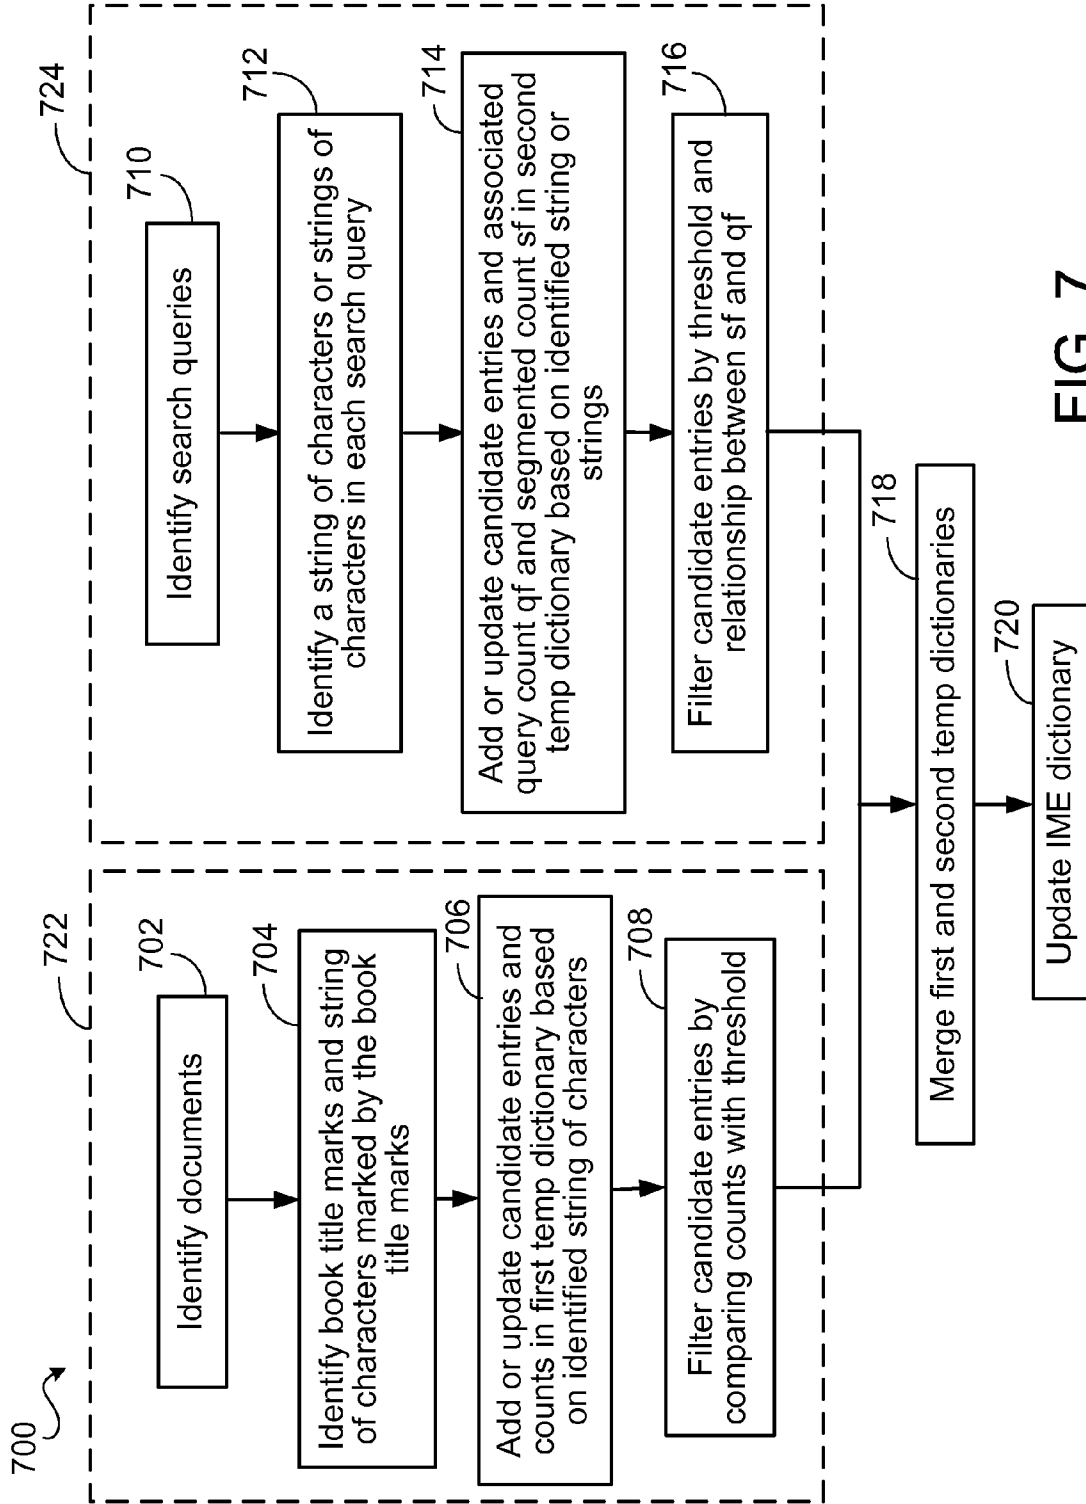 700
722
702
Identify documents
704
Identify book title marks and string
of characters marked by the book
title marks
706
Add or update candidate entries and
counts in first temp dictionary based
on identified string of characters
708
Filter candidate entries by
comparing counts with threshold
724
710
Identify search queries
712
Identify a string of characters or strings of
characters in each search query
714
Add or update candidate entries and associated
query count qf and segmented count sf in second
temp dictionary based on identified string or
strings
716
Filter candidate entries by threshold and
relationship between sf and qf
718
Merge first and second temp dictionaries
720
Update IME dictionary
FIG. 7